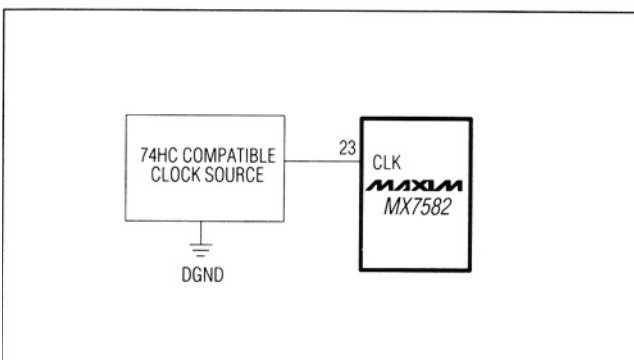 74HC COMPATIBLE
CLOCK SOURCE
DGND
23
CLK
MAXIM
MX7582